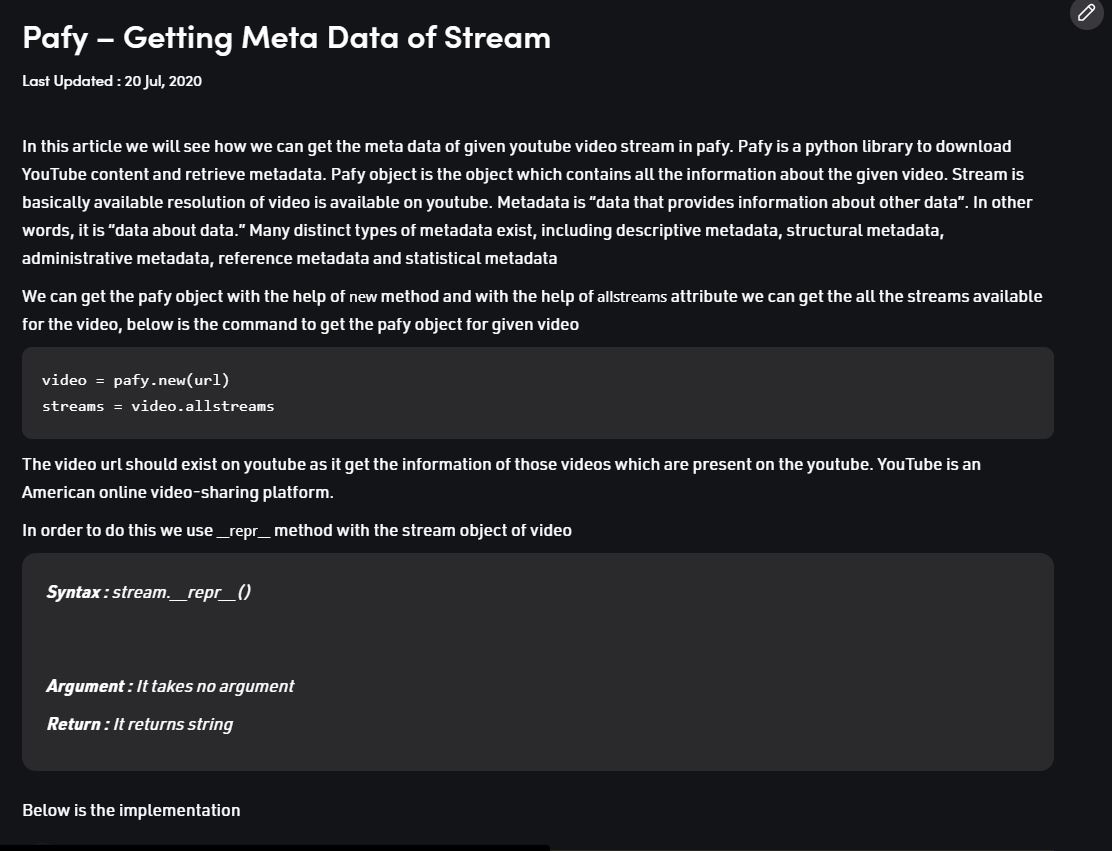 Pafy – Getting Meta Data of Stream
Last Updated : 20 Jul, 2020
In this article we will see how we can get the meta data of given youtube video stream in pafy. Pafy is a python library to download
YouTube content and retrieve metadata. Pafy object is the object which contains all the information about the given video. Stream is
basically available resolution of video is available on youtube. Metadata is “data that provides information about other data”. In other
words, it is “data about data.” Many distinct types of metadata exist, including descriptive metadata, structural metadata,
administrative metadata, reference metadata and statistical metadata
We can get the pafy object with the help of new method and with the help of allstreams attribute we can get the all the streams available
for the video, below is the command to get the pafy object for given video
video = pafy.new(url)
streams = video.allstreams
The video url should exist on youtube as it get the information of those videos which are present on the youtube. YouTube is an
American online video-sharing platform.
In order to do this we use __repr__ method with the stream object of video
Syntax : stream.__repr__()
Argument : It takes no argument
Return : It returns string
Below is the implementation